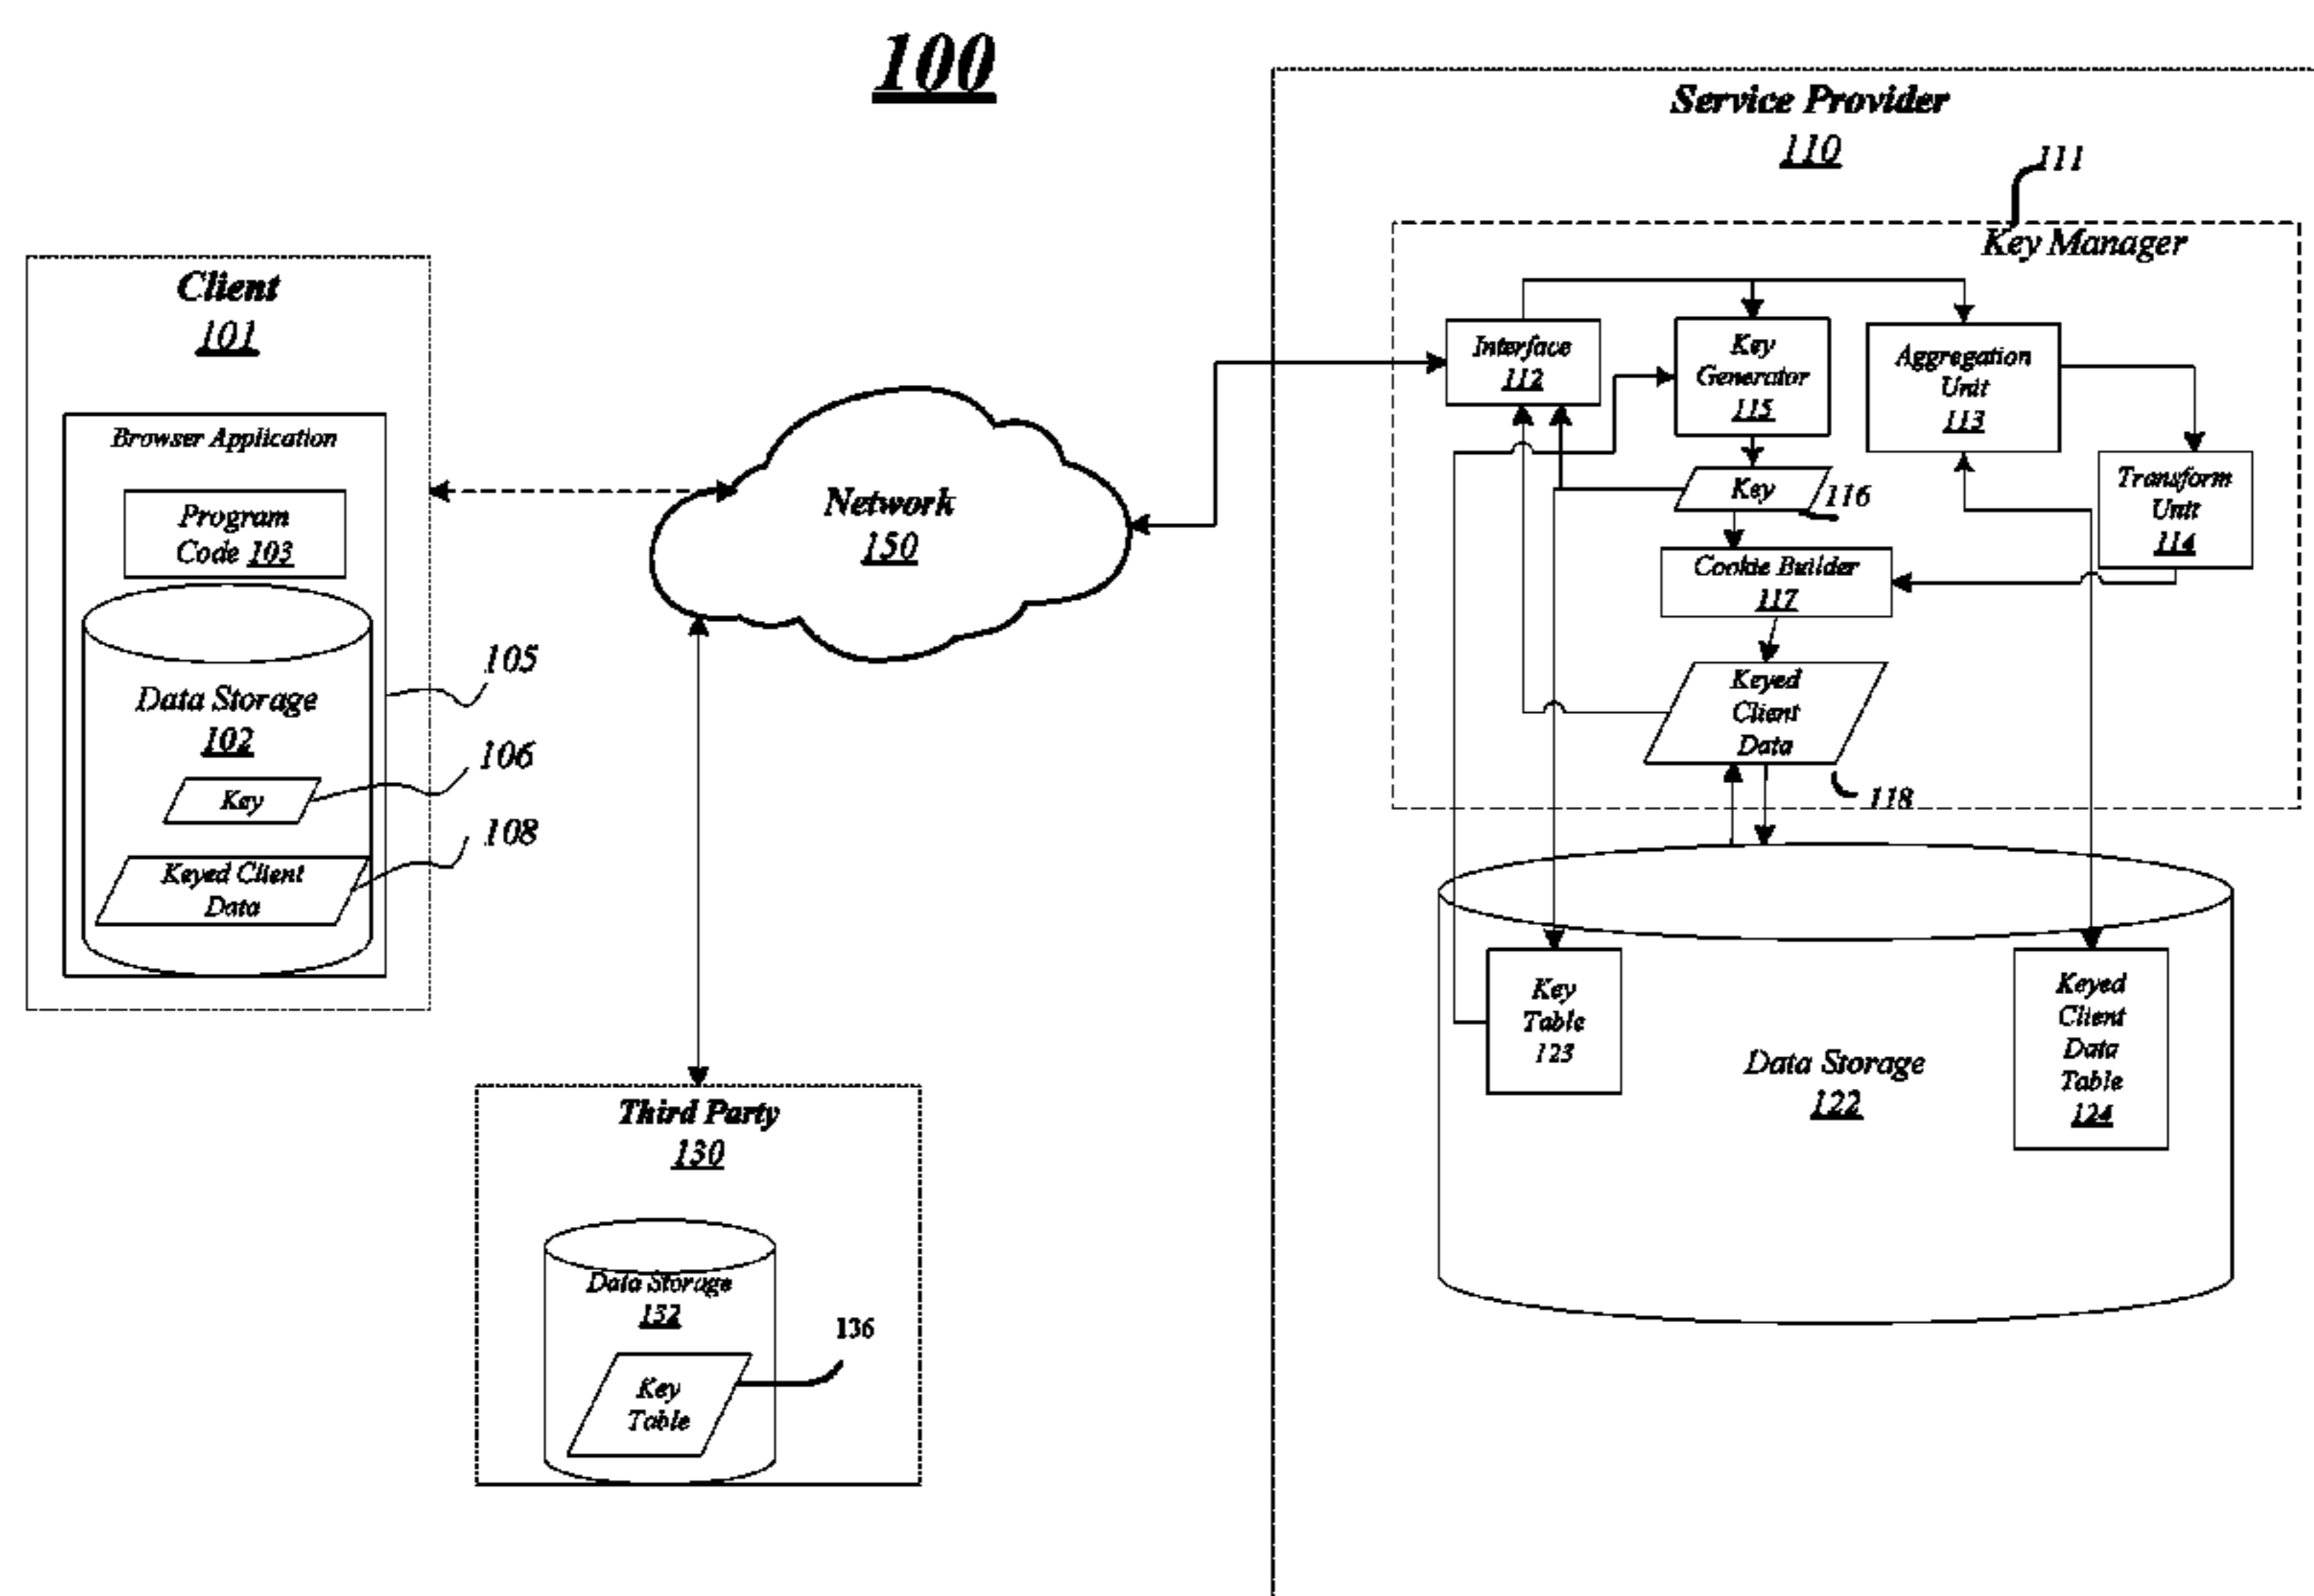 100
Service Provider
110
111
Key Manager
Client
101
Browser Application
Program
Code 103
Data Storage
102
105
Key
106
Keyed Client
Data
108
Network
150
Interface
112
Key
Generator
115
Aggregation
Unit
113
Key
116
Transform
Unit
114
Cookie Builder
117
Keyed
Client
Data
118
Key
Table
123
Data Storage
122
Keyed
Client
Data
Table
124
Third Party
130
Data Storage
132
136
Key
Table